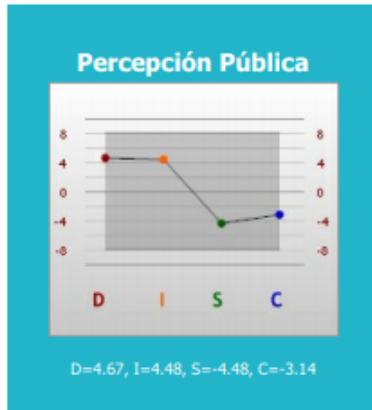 Percepción Pública
8 8
4 4
0 0
-4 -4
-8 -8
D I S C
D=4.67, I=4.48, S=-4.48, C=-3.14